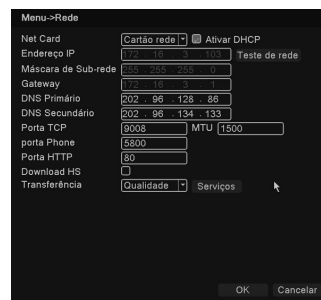 Menu->Rede
Net Card Cartão rede Ativar DHCP
Endereço IP 172 . 16 . 3 . 103 Teste de rede
Máscara de Sub-rede 255 . 255 . 255 . 0
Gateway 172 . 16 . 3 . 1
DNS Primário 202 . 96 . 128 . 86
DNS Secundário 202 . 96 . 134 . 133
Porta TCP 9008 MTU 1500
porta Phone 5800
Porta HTTP 80
Download HS
Transferência Qualidade Serviços
OK Cancelar